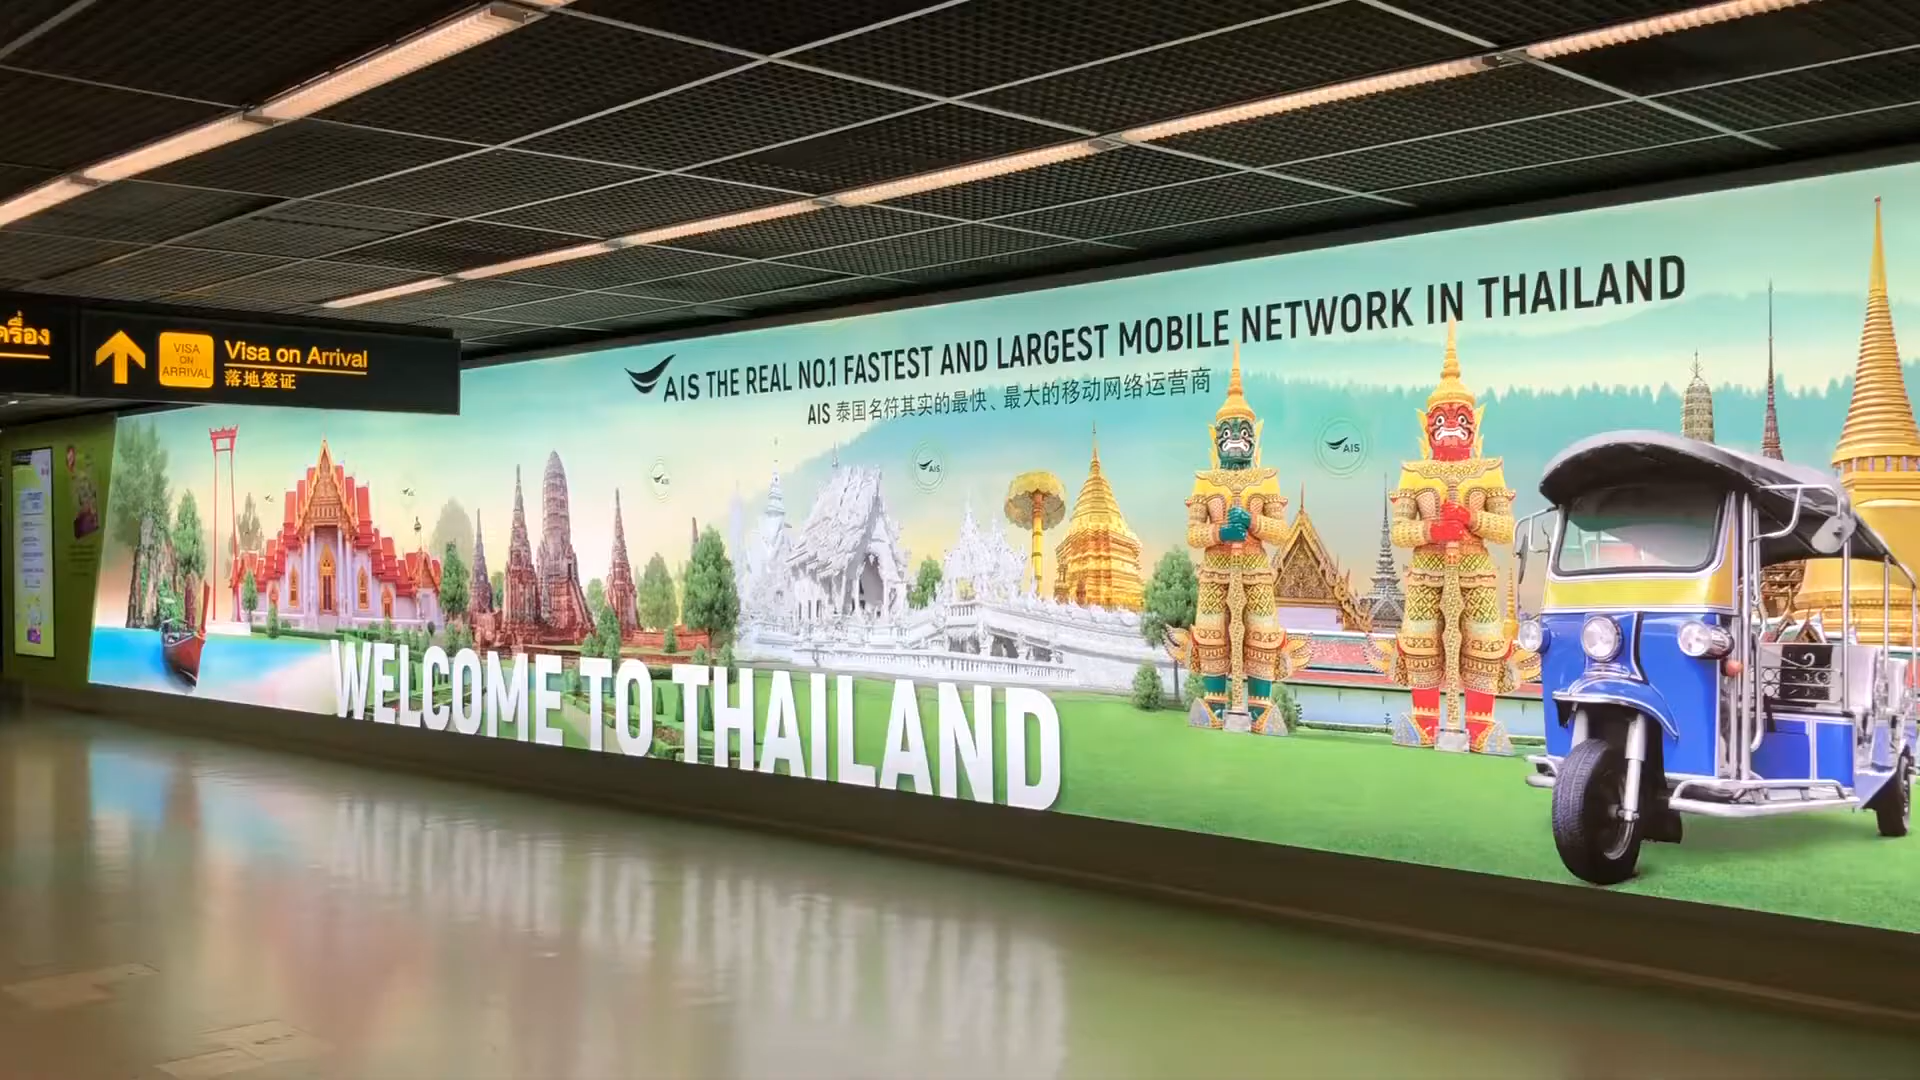 ครื่อง
VISA
ON
ARRIVAL
Visa on Arrival
落地签证
AIS THE REAL NO.1 FASTEST AND LARGEST MOBILE NETWORK IN THAILAND
AIS 泰国名符其实的最快、最大的移动网络运营商
AIS
AIS
AIS
WELCOME TO THAILAND